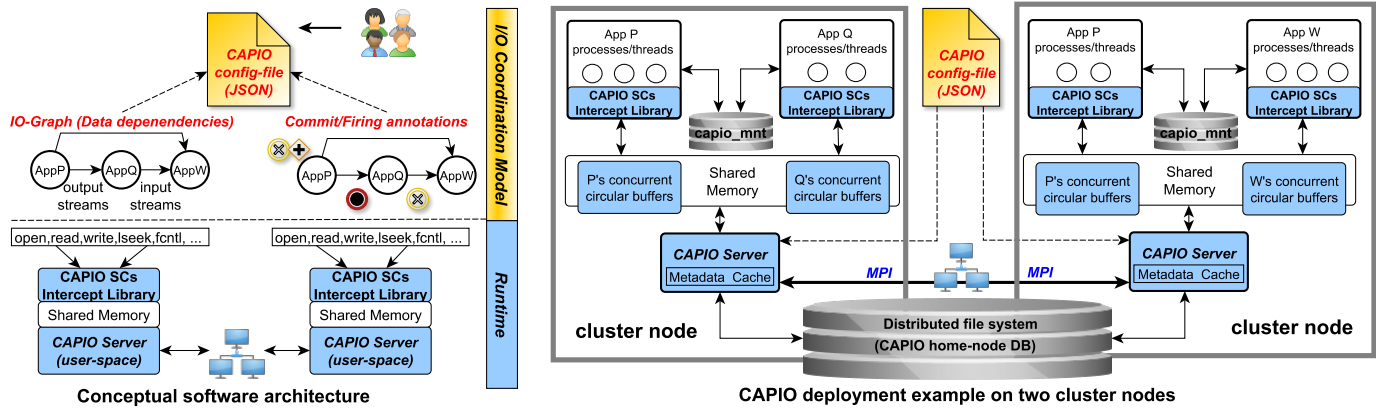 CAPIO
config-file
(JSON)
IO-Graph (Data depenendencies)
Commit/Firing annotations
AppP
AppQ
AppW
output
streams
input
streams
AppP
AppQ
AppW
I/O Coordination Model
open,read,write,lseek,fcntl, ...
open,read,write,lseek,fcntl, ...
CAPIO SCs
Intercept Library
Shared Memory
CAPIO Server
(user-space)
CAPIO SCs
Intercept Library
Shared Memory
CAPIO Server
(user-space)
Runtime
Conceptual software architecture
App P
processes/threads
CAPIO SCs
Intercept Library
App Q
processes/threads
CAPIO SCs
Intercept Library
capio_mnt
P's concurrent
circular buffers
Shared
Memory
Q's concurrent
circular buffers
CAPIO Server
Metadata Cache
cluster node
CAPIO
config-file
(JSON)
MPI
MPI
App P
processes/threads
CAPIO SCs
Intercept Library
App W
processes/threads
CAPIO SCs
Intercept Library
capio_mnt
P's concurrent
circular buffers
Shared
Memory
W's concurrent
circular buffers
CAPIO Server
Metadata Cache
cluster node
Distributed file system
(CAPIO home-node DB)
CAPIO deployment example on two cluster nodes